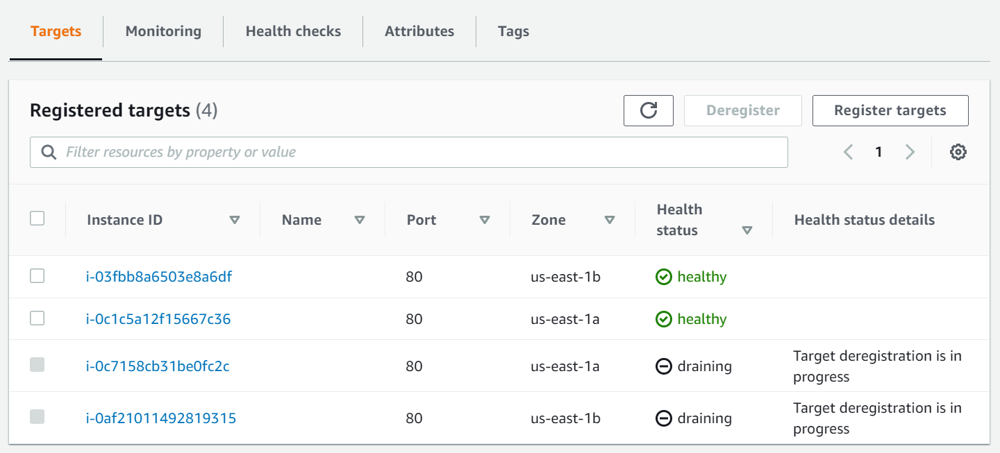 Targets Monitoring Health checks Attributes Tags
Registered targets (4) Deregister Register targets
Filter resources by property or value 1
Instance ID Name Port Zone Health status Health status details
i-03fbb8a6503e8a6df 80 us-east-1b healthy
i-0c1c5a12f15667c36 80 us-east-1a healthy
i-0c7158cb31be0fc2c 80 us-east-1a draining Target deregistration is in
progress
i-0af21011492819315 80 us-east-1b draining Target deregistration is in
progress